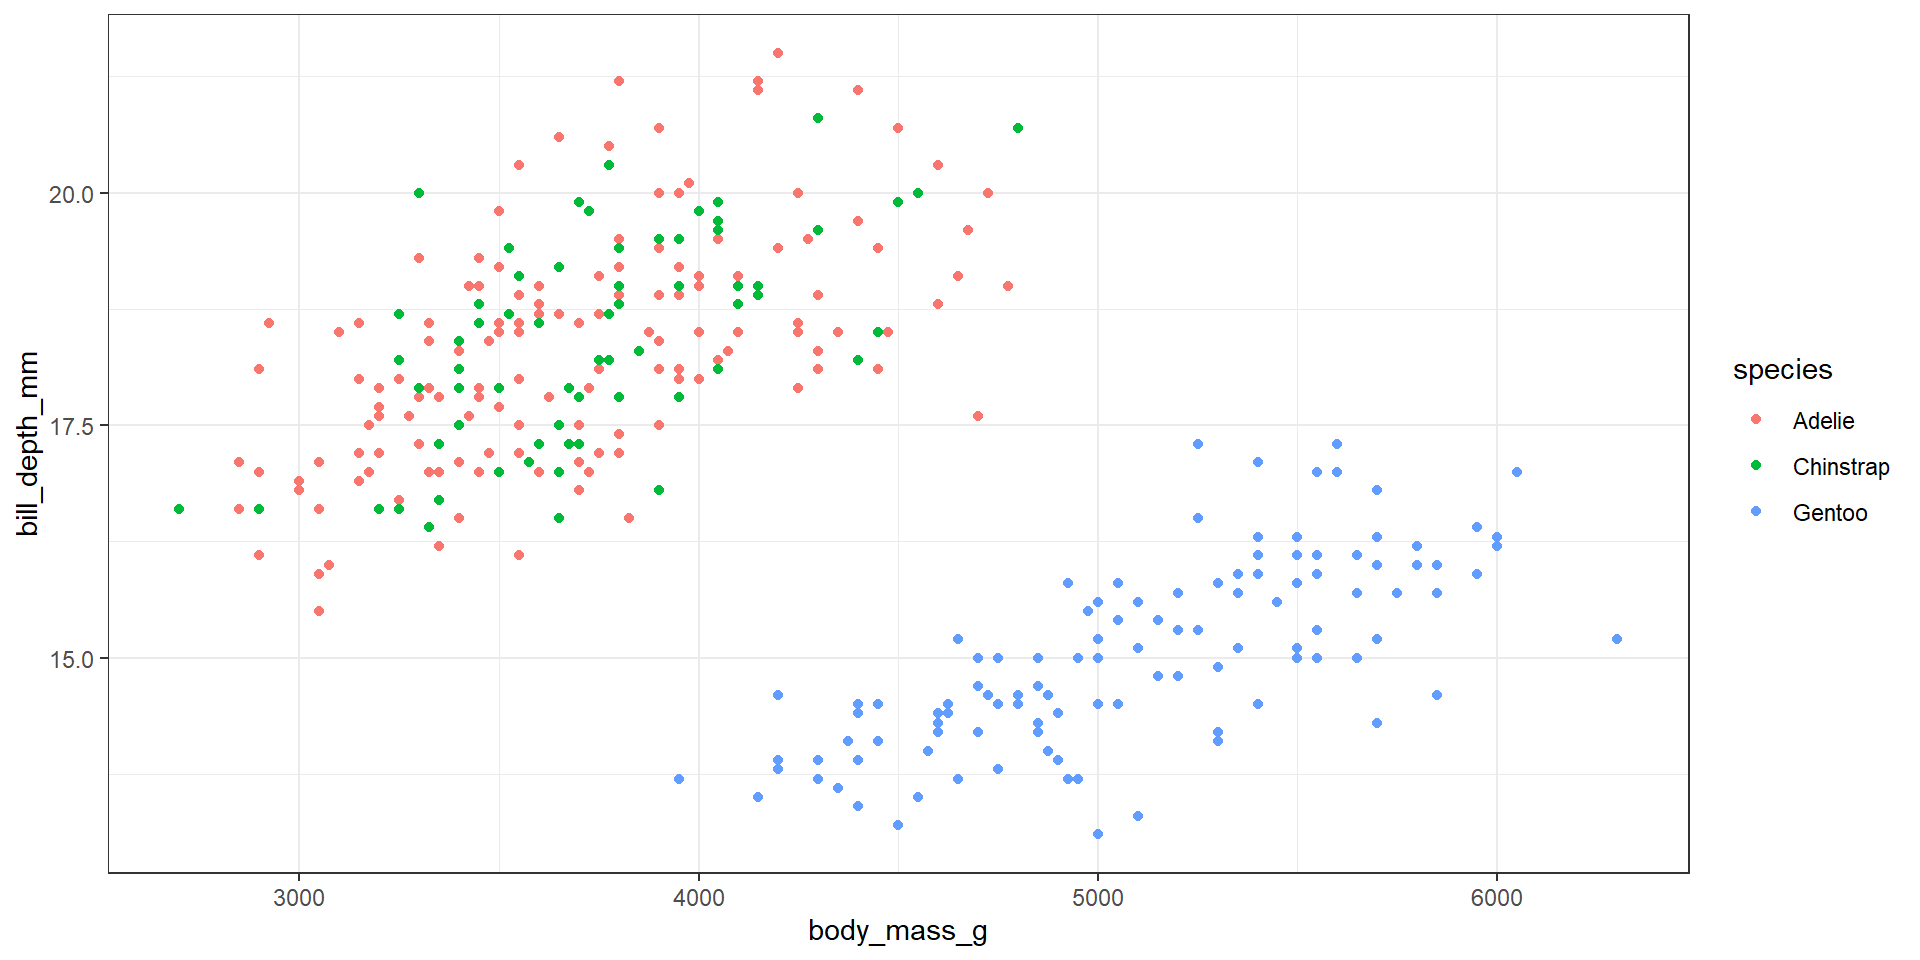 20.0
17.5
15.0
bill_depth_mm
3000
4000
5000
6000
body_mass_g
species
Adelie
Chinstrap
Gentoo